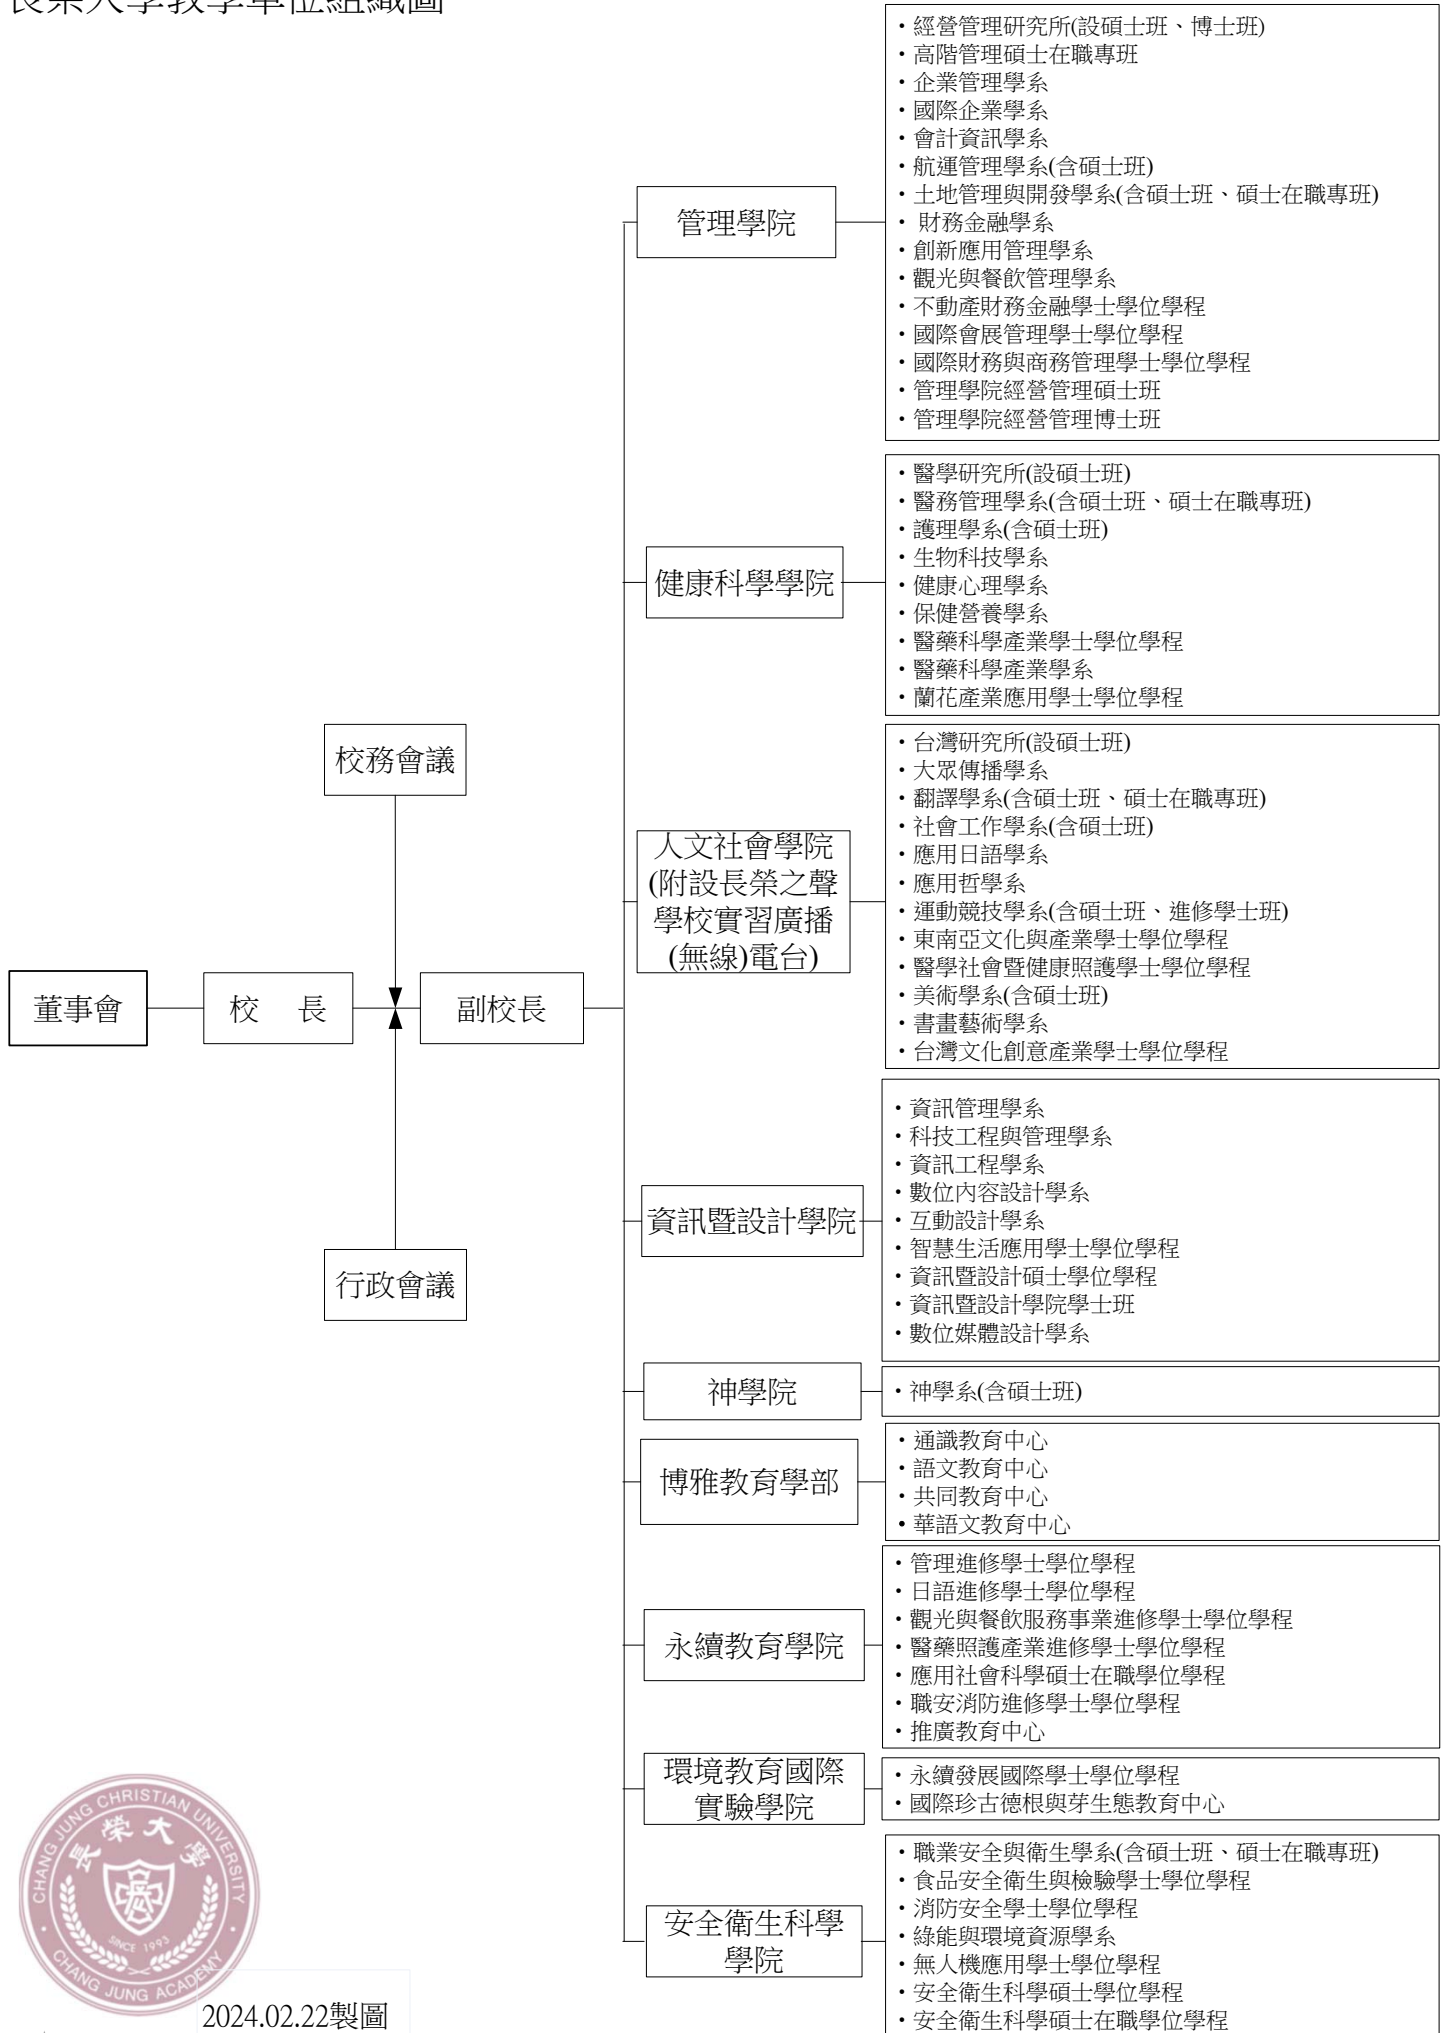 長榮大學教學單位組織圖
・經營管理研究所(設碩士班、博士班)
・高階管理碩士在職專班
・企業管理學系
・國際企業學系
・會計資訊學系
・航運管理學系(含碩士班)
・土地管理與開發學系(含碩士班、碩士在職專班)
・ 財務金融學系
・創新應用管理學系
・觀光與餐飲管理學系
・不動產財務金融學士學位學程
・國際會展管理學士學位學程
・國際財務與商務管理學士學位學程
・管理學院經營管理碩士班
・管理學院經營管理博士班
管理學院
・醫學研究所(設碩士班)
・醫務管理學系(含碩士班、碩士在職專班)
・護理學系(含碩士班)
・生物科技學系
・健康心理學系
・保健營養學系
・醫藥科學產業學士學位學程
・醫藥科學產業學系
・蘭花產業應用學士學位學程
健康科學學院
・台灣研究所(設碩士班)
・大眾傳播學系
・翻譯學系(含碩士班、碩士在職專班)
・社會工作學系(含碩士班)
・應用日語學系
・應用哲學系
・運動競技學系(含碩士班、進修學士班)
・東南亞文化與產業學士學位學程
・醫學社會暨健康照護學士學位學程
・美術學系(含碩士班)
・書畫藝術學系
・台灣文化創意產業學士學位學程
人文社會學院
(附設長榮之聲
學校實習廣播
(無線)電台)
校務會議
董事會
校 長
副校長
行政會議
・資訊管理學系
・科技工程與管理學系
・資訊工程學系
・數位內容設計學系
・互動設計學系
・智慧生活應用學士學位學程
・資訊暨設計碩士學位學程
・資訊暨設計學院學士班
・數位媒體設計學系
資訊暨設計學院
神學院
・神學系(含碩士班)
博雅教育學部
・通識教育中心
・語文教育中心
・共同教育中心
・華語文教育中心
永續教育學院
・管理進修學士學位學程
・日語進修學士學位學程
・觀光與餐飲服務事業進修學士學位學程
・醫藥照護產業進修學士學位學程
・應用社會科學碩士在職學位學程
・職安消防進修學士學位學程
・推廣教育中心
環境教育國際
實驗學院
・永續發展國際學士學位學程
・國際珍古德根與芽生態教育中心
安全衛生科學
學院
・職業安全與衛生學系(含碩士班、碩士在職專班)
・食品安全衛生與檢驗學士學位學程
・消防安全學士學位學程
・綠能與環境資源學系
・無人機應用學士學位學程
・安全衛生科學碩士學位學程
・安全衛生科學碩士在職學位學程
CHANG JUNG CHRISTIAN UNIVERSITY
長榮大學
SINCE 1993
CHANG JUNG ACADEMY
2024.02.22製圖